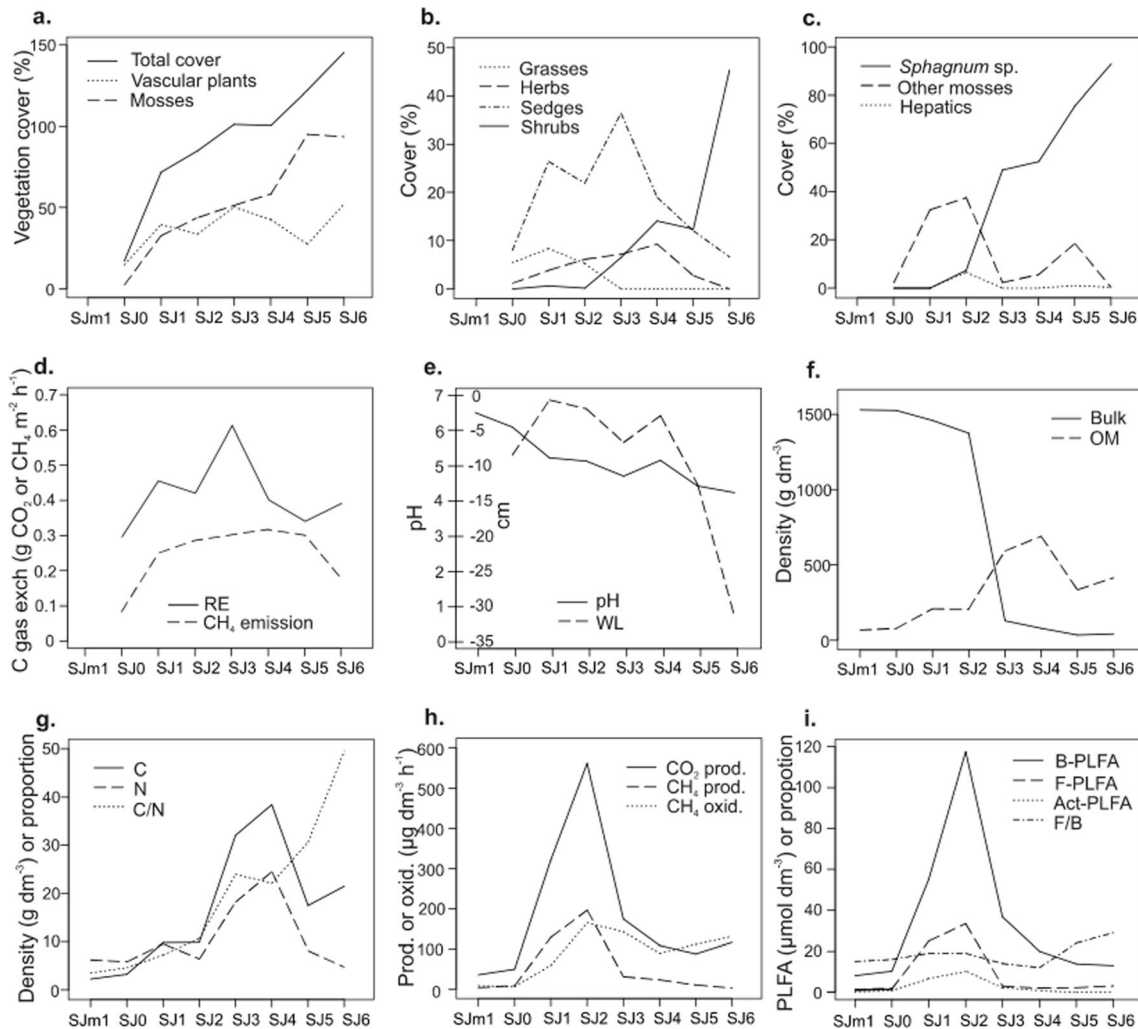 a.
Vegetation cover (%)
150
100
50
0
Total cover
Vascular plants
Mosses
SJm1 SJ0 SJ1 SJ2 SJ3 SJ4 SJ5 SJ6
b.
Cover (%)
50
40
30
20
10
0
Grasses
Herbs
Sedges
Shrubs
SJm1 SJ0 SJ1 SJ2 SJ3 SJ4 SJ5 SJ6
c.
Cover (%)
100
80
60
40
20
0
Sphagnum sp.
Other mosses
Hepatics
SJm1 SJ0 SJ1 SJ2 SJ3 SJ4 SJ5 SJ6
d.
C gas exch (g CO₂ or CH₄ m⁻² h⁻¹)
0.7
0.6
0.5
0.4
0.3
0.2
0.1
0
RE
CH₄ emission
SJm1 SJ0 SJ1 SJ2 SJ3 SJ4 SJ5 SJ6
e.
pH
7
6
5
4
3
2
1
0
cm
0
-5
-10
-15
-20
-25
-30
-35
pH
WL
SJm1 SJ0 SJ1 SJ2 SJ3 SJ4 SJ5 SJ6
f.
Density (g dm⁻³)
1500
1000
500
0
Bulk
OM
SJm1 SJ0 SJ1 SJ2 SJ3 SJ4 SJ5 SJ6
g.
Density (g dm⁻³) or proportion
50
40
30
20
10
0
C
N
C/N
SJm1 SJ0 SJ1 SJ2 SJ3 SJ4 SJ5 SJ6
h.
Prod. or oxid. (µg dm⁻³ h⁻¹)
600
500
400
300
200
100
0
CO₂ prod.
CH₄ prod.
CH₄ oxid.
SJm1 SJ0 SJ1 SJ2 SJ3 SJ4 SJ5 SJ6
i.
PLFA (µmol dm⁻³) or propotion
120
100
80
60
40
20
0
B-PLFA
F-PLFA
Act-PLFA
F/B
SJm1 SJ0 SJ1 SJ2 SJ3 SJ4 SJ5 SJ6